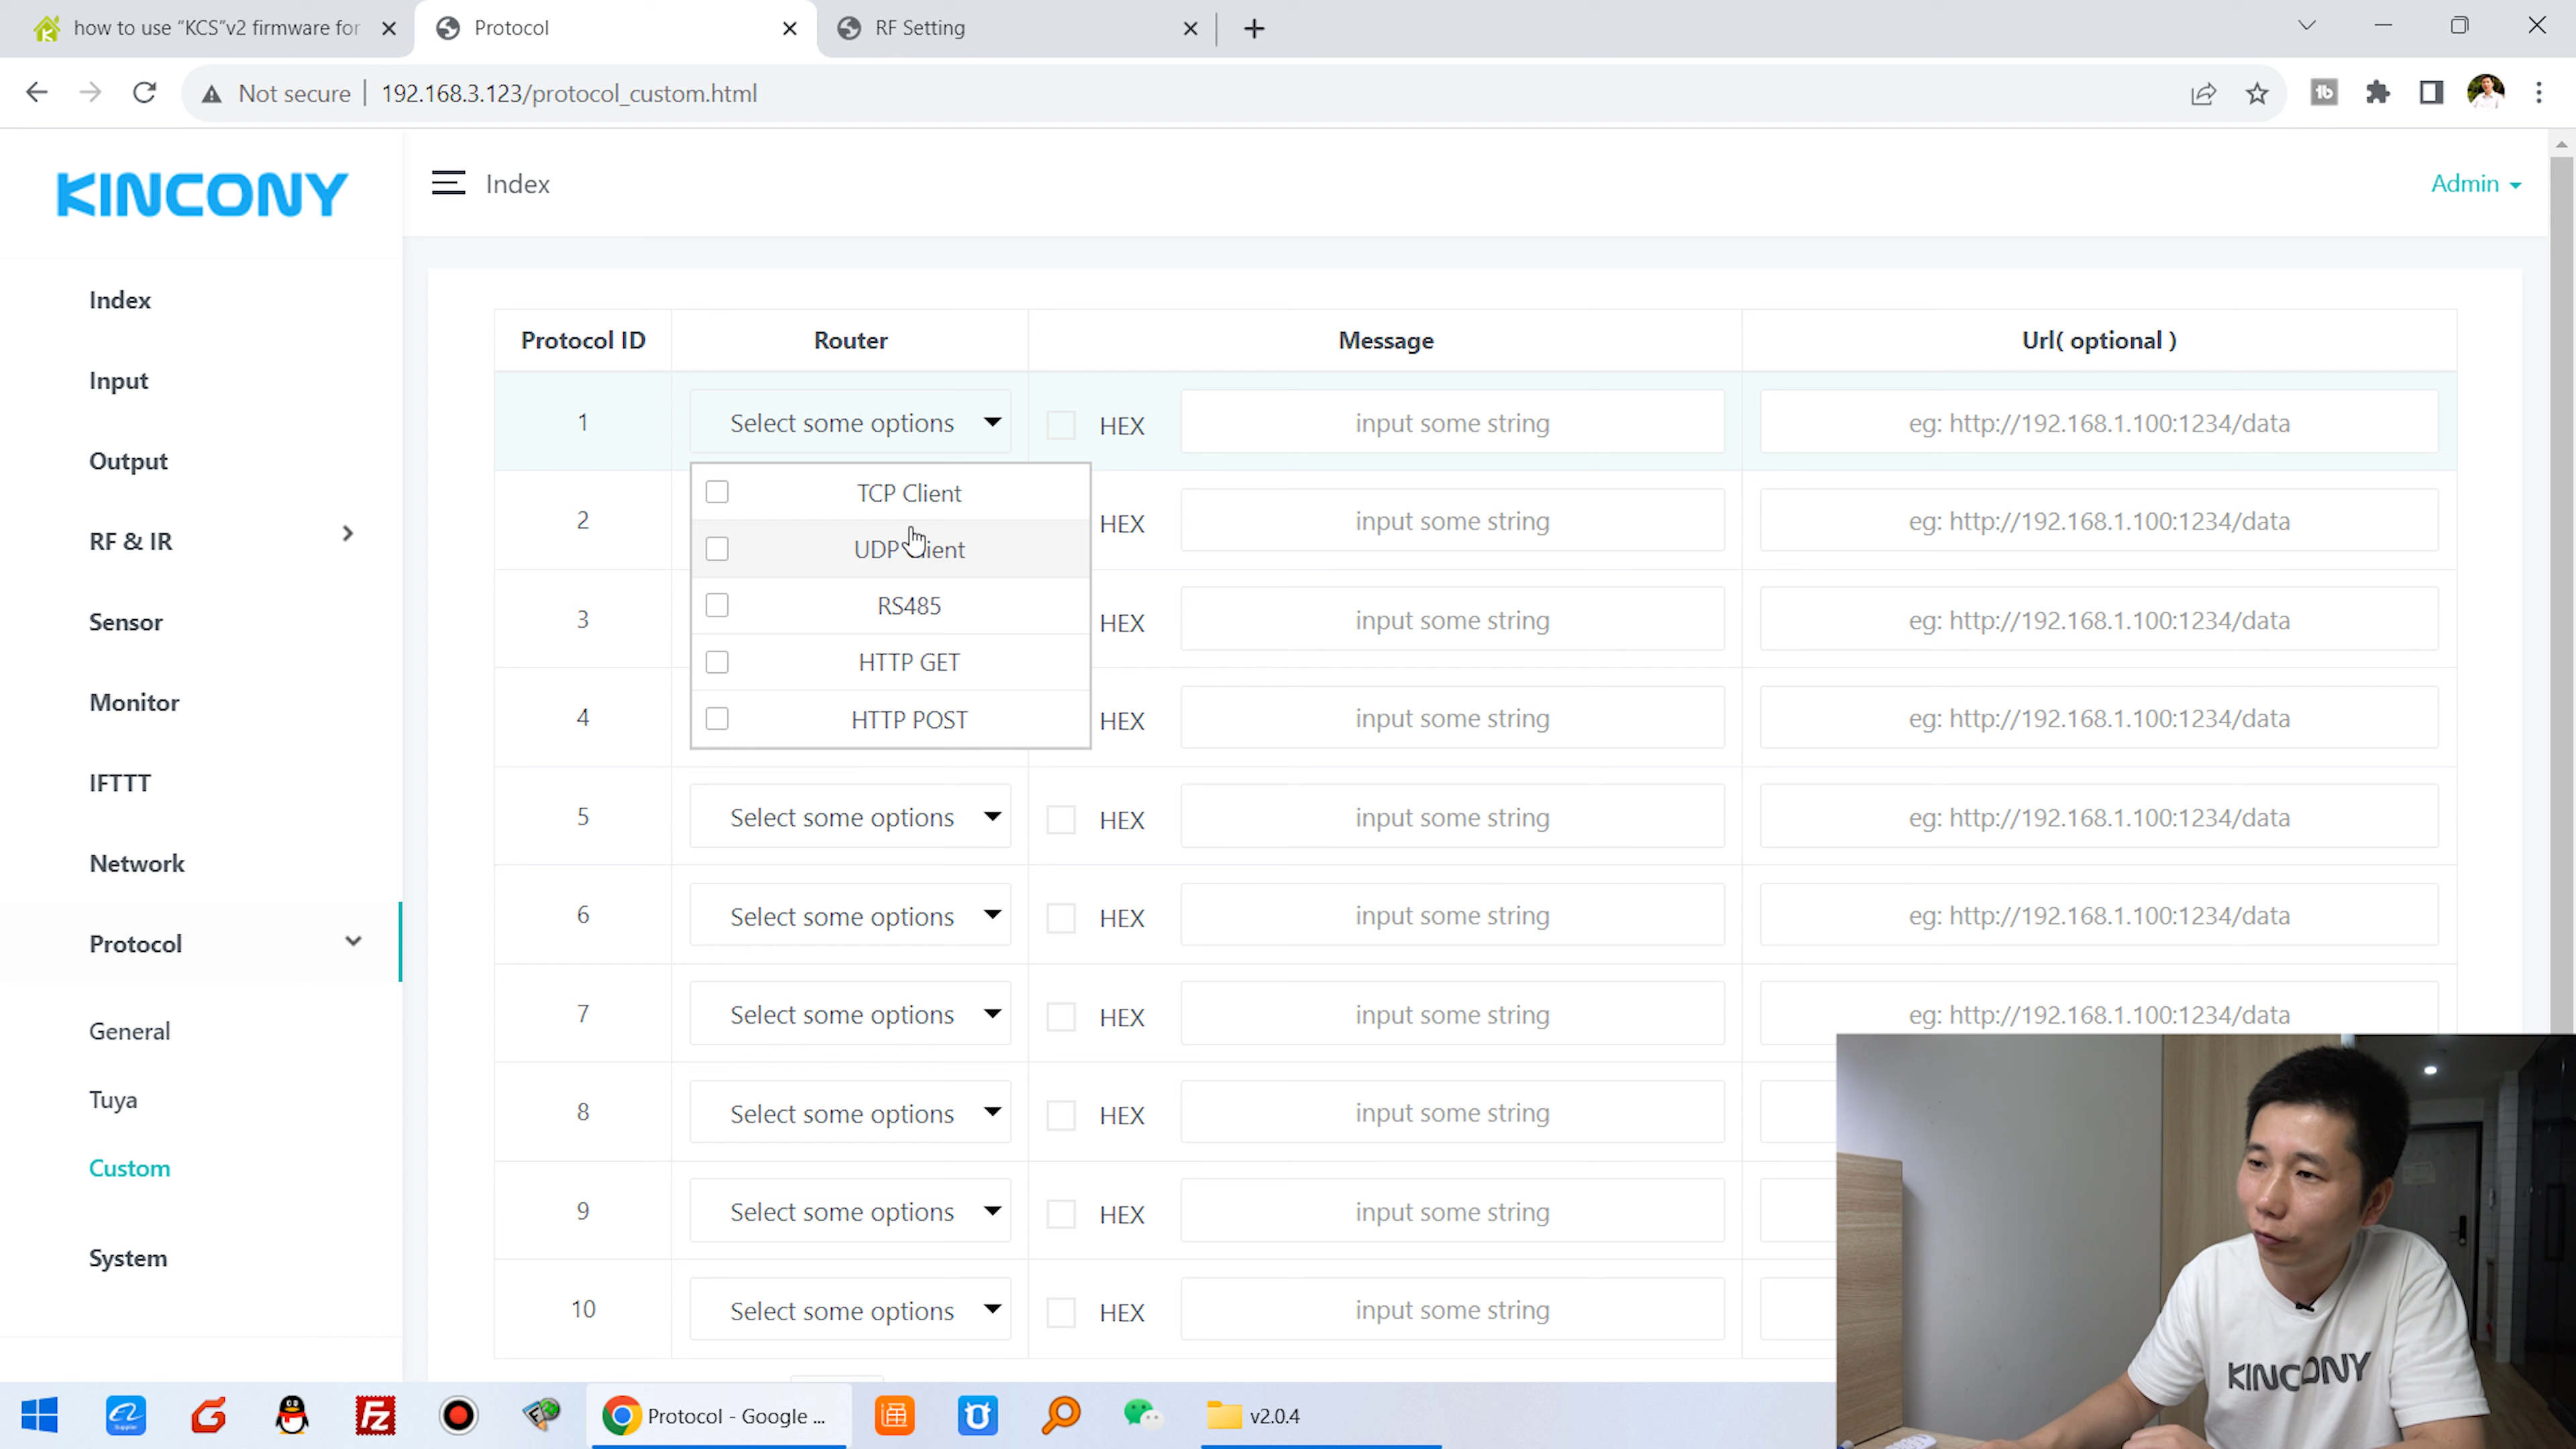 how to use “KCS”v2 firmware for
Protocol
RF Setting
Not secure
192.168.3.123/protocol_custom.html
KINCONY
Index
Admin
Index
Input
Output
RF & IR
Sensor
Monitor
IFTTT
Network
Protocol
General
Tuya
Custom
System
Protocol ID
Router
Message
Url( optional )
1
Select some options
HEX
input some string
eg: http://192.168.1.100:1234/data
TCP Client
UDP Client
RS485
HTTP GET
HTTP POST
2
HEX
input some string
eg: http://192.168.1.100:1234/data
3
HEX
input some string
eg: http://192.168.1.100:1234/data
4
HEX
input some string
eg: http://192.168.1.100:1234/data
5
Select some options
HEX
input some string
eg: http://192.168.1.100:1234/data
6
Select some options
HEX
input some string
eg: http://192.168.1.100:1234/data
7
Select some options
HEX
input some string
eg: http://192.168.1.100:1234/data
8
Select some options
HEX
input some string
9
Select some options
HEX
input some string
10
Select some options
HEX
input some string
KINCONY
Protocol - Google ...
v2.0.4